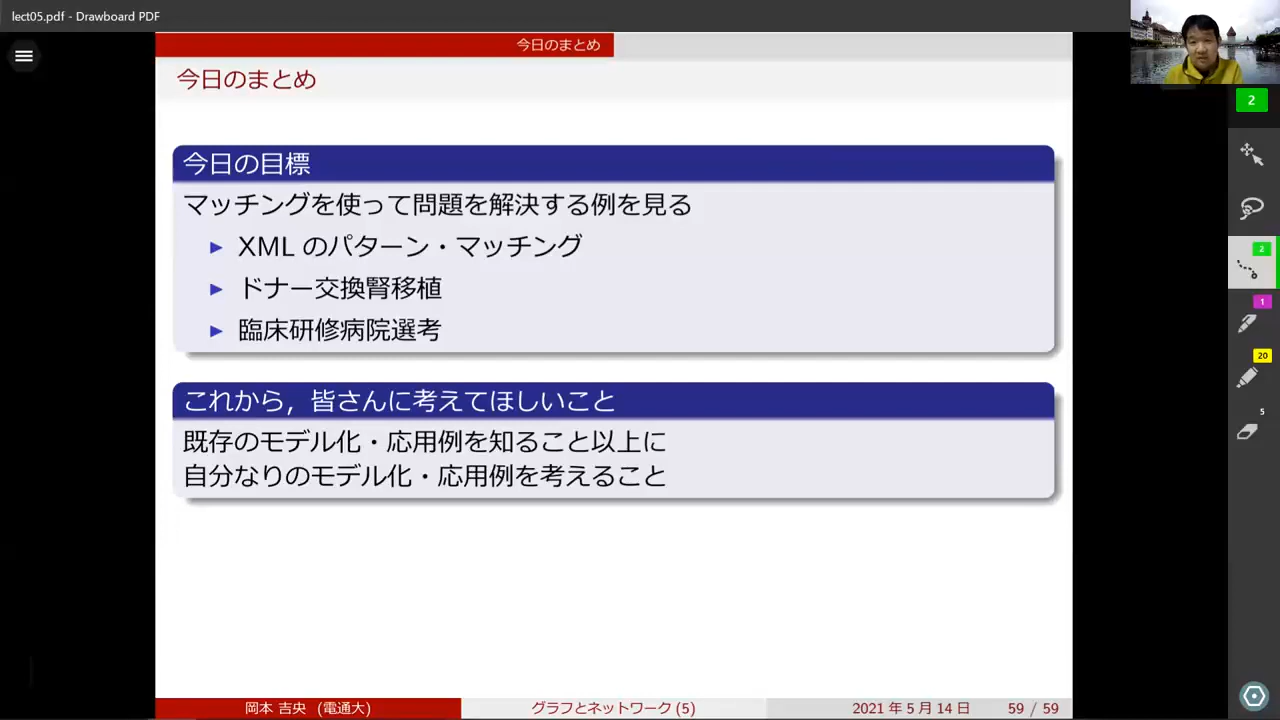 lect05.pdf - Drawboard PDF
今日のまとめ
今日のまとめ
今日の目標
マッチングを使って問題を解決する例を見る
▶ XML のパターン・マッチング
▶ ドナー交換腎移植
▶ 臨床研修病院選考
これから，皆さんに考えてほしいこと
既存のモデル化・応用例を知ること以上に
自分なりのモデル化・応用例を考えること
岡本 吉央 (電通大)
グラフとネットワーク (5)
2021 年 5 月 14 日
59 / 59
2
2
1
20
5